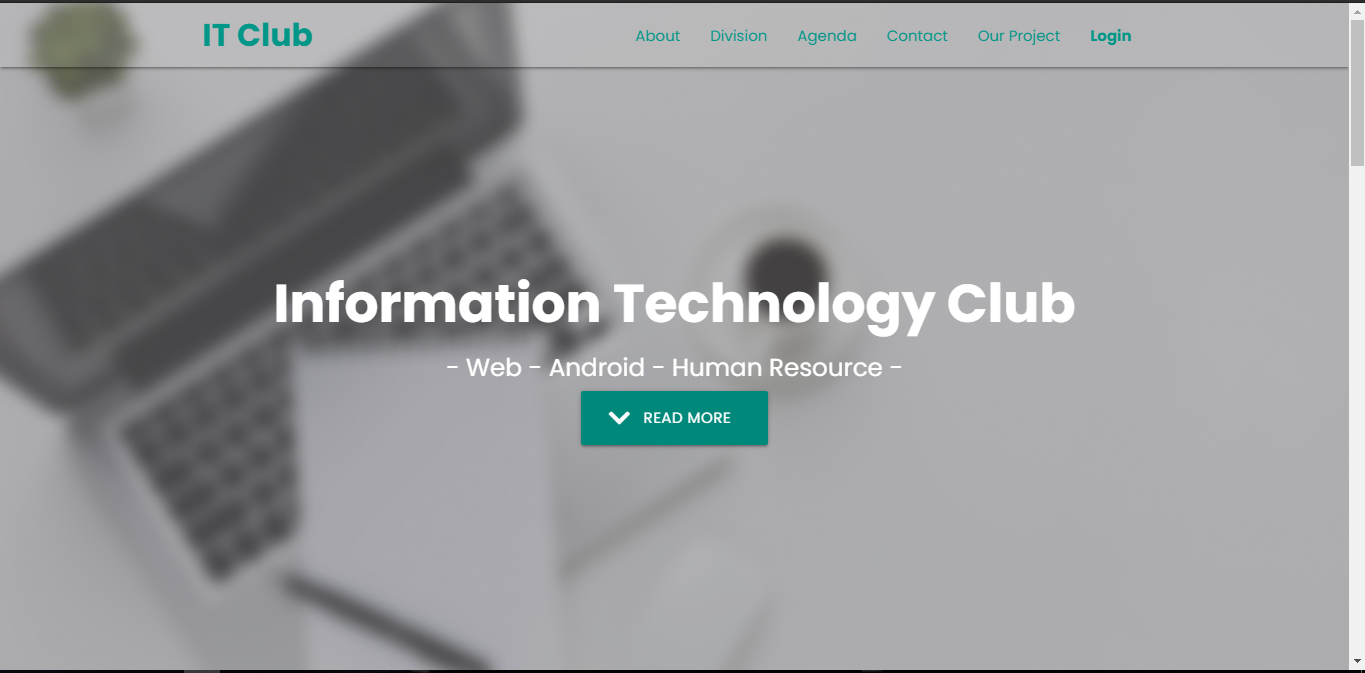 IT Club
About Division Agenda Contact Our Project Login
Information Technology Club
- Web - Android - Human Resource -
READ MORE